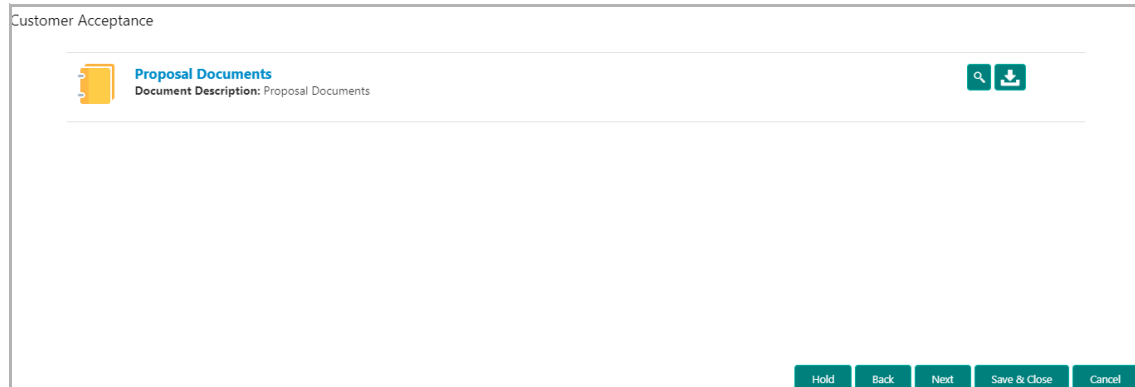 Customer Acceptance
Proposal Documents
Document Description: Proposal Documents
Hold Back Next Save & Close Cancel